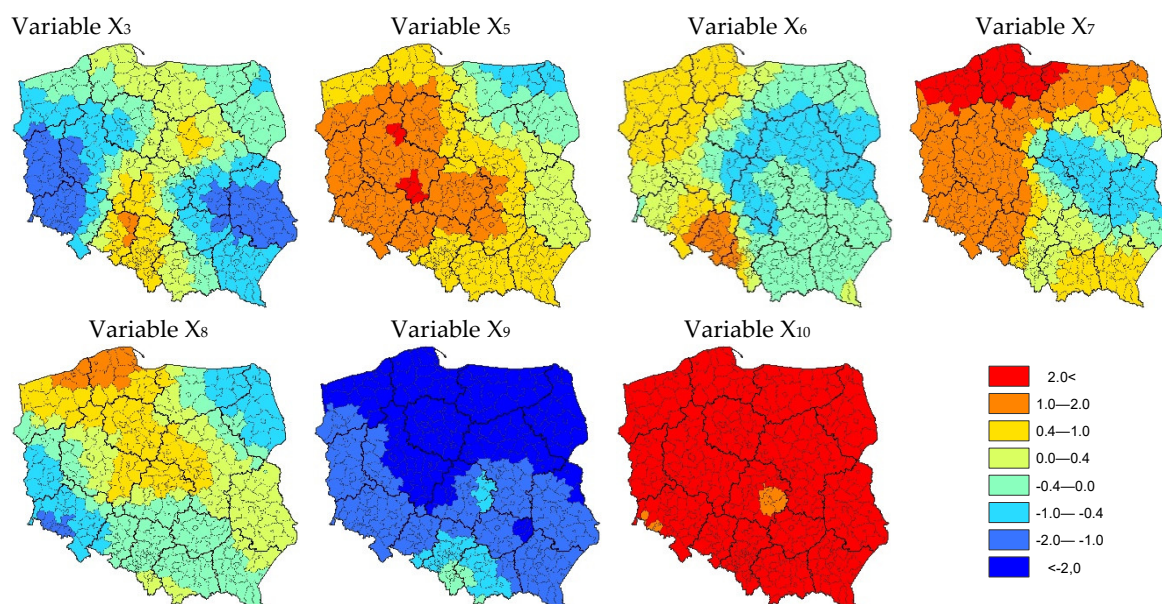 Variable X3
Variable X5
Variable X6
Variable X7
Variable X8
Variable X9
Variable X10
2.0<
1.0—2.0
0.4—1.0
0.0—0.4
-0.4—0.0
-1.0— -0.4
-2.0— -1.0
<-2,0